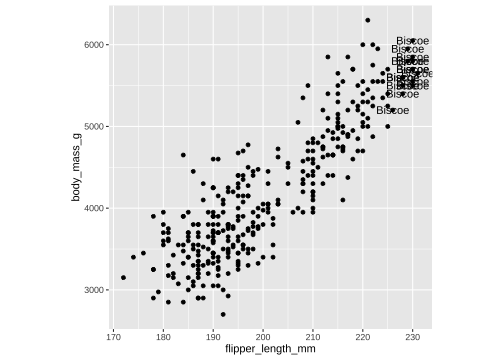 body_mass_g
6000
5000
4000
3000
Biscoe
Biscoe
Biscoe
Biscoe
Biscoe
Biscoe
Biscoe
Biscoe
170
180
190
200
210
220
230
flipper_length_mm